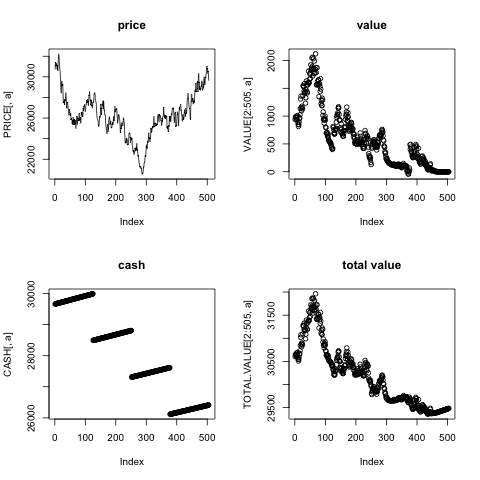 price
PRICE[, a]
22000 26000 30000
0 100 200 300 400 500
Index
value
VALUE[2:505, a]
0 500 1000 2000
0 100 200 300 400 500
Index
cash
CASH[, a]
26000 28000 30000
0 100 200 300 400 500
Index
total value
TOTAL.VALUE[2:505, a]
29500 30500 31500
0 100 200 300 400 500
Index